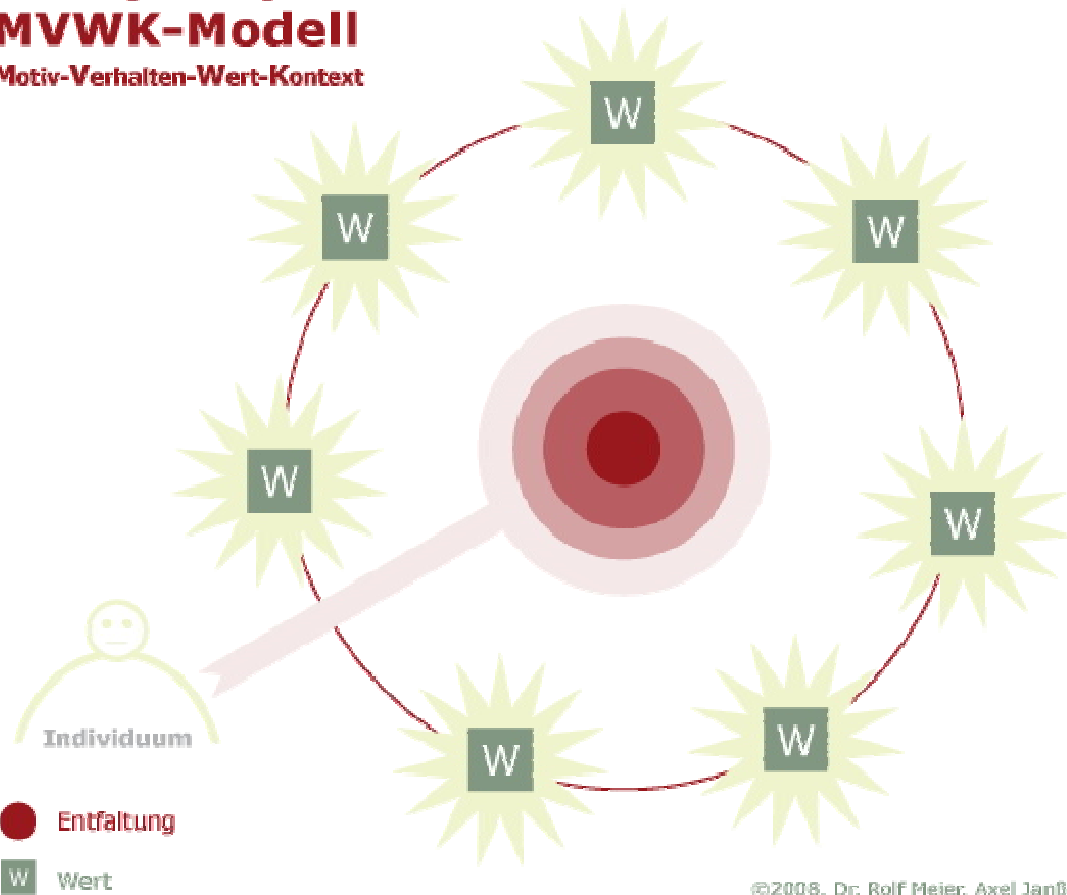 MVWK-Modell
Motiv-Verhalten-Wert-Kontext
W
W
W
W
W
W
W
Individuum
Entfaltung
W Wert
©2008, Dr. Rolf Meier, Axel Janß